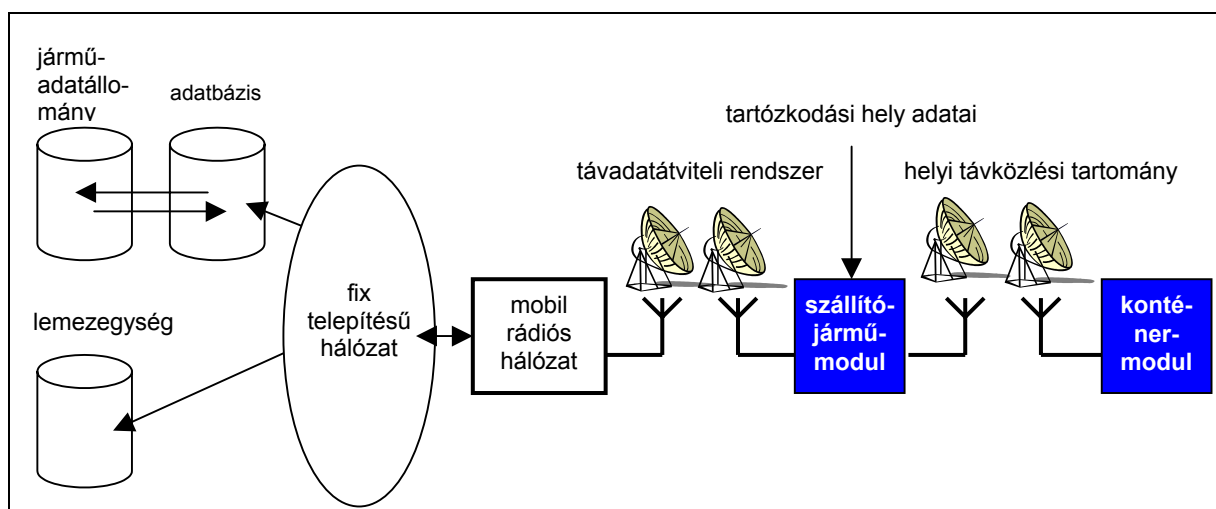 jármű-
adatállo-
mány
adatbázis
tartózkodási hely adatai
távadatátviteli rendszer
helyi távközlési tartomány
lemezegység
fix
telepítésű
hálózat
mobil
rádiós
hálózat
szállító-
jármű-
modul
konté-
ner-
modul